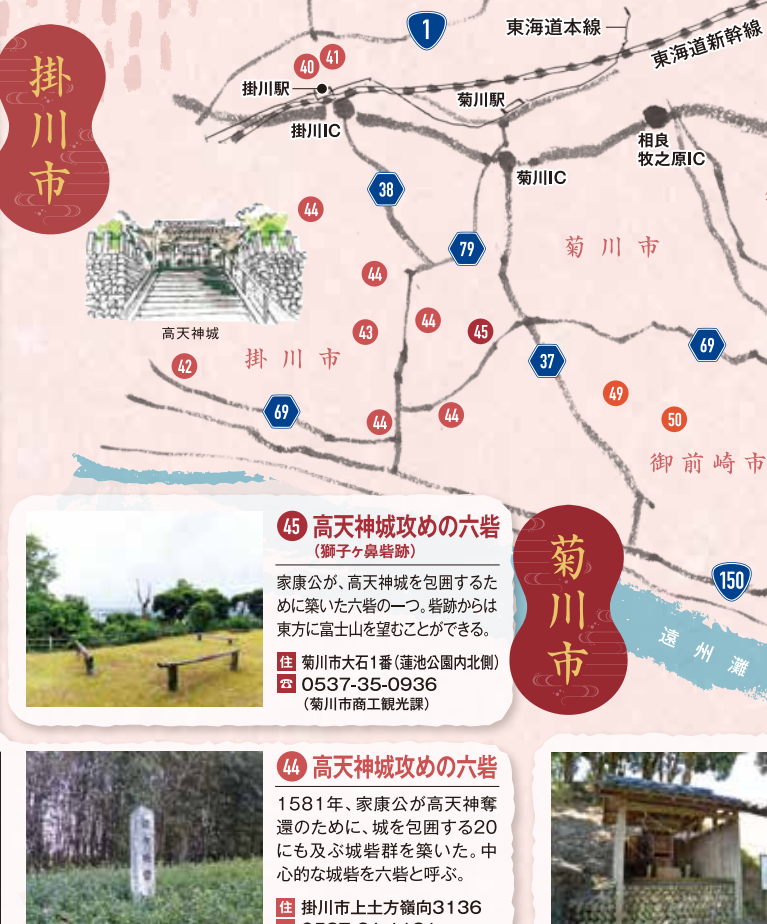 掛川市
1
東海道本線
東海道新幹線
40
41
掛川駅
掛川IC
菊川駅
菊川IC
相良
牧之原IC
38
79
44
44
44
43
45
菊川市
高天神城
42
掛川市
37
69
69
49
50
44
44
御前崎市
150
遠州灘
菊川市
45 高天神城攻めの六砦
(獅子ヶ鼻砦跡)
家康公が、高天神城を包囲するた
めに築いた六砦の一つ。砦跡からは
東方に富士山を望むことができる。
住 菊川市大石1番(蓮池公園内北側)
☎ 0537-35-0936
(菊川市商工観光課)
44 高天神城攻めの六砦
1581年、家康公が高天神奪
還のために、城を包囲する20
にも及ぶ城砦群を築いた。中
心的な城砦を六砦と呼ぶ。
住 掛川市上土方嶺向3136